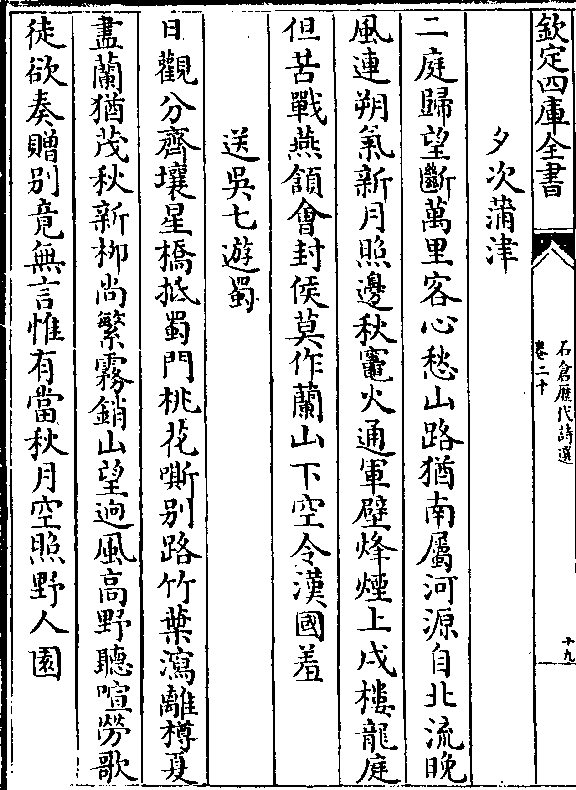 欽定四庫全書
石倉歷代詩選
卷二十
十九
夕次蒲津
二庭歸望斷萬里客心愁山路猶南屬河源自北流晚
風連朔氣新月照邊秋竈火通軍壁烽煙上戍樓龍庭
但苦戰燕頷會封侯莫作蘭山下空令漢國羞
送吳七遊蜀
日觀分齊壤星橋抵蜀門桃花嘶別路竹葉瀉離樽夏
盡蘭猶茂秋新栁尚繁霧銷山望迥風高野聽喧勞歌
徒欲奏贈別竟無言惟有當秋月空照野人園